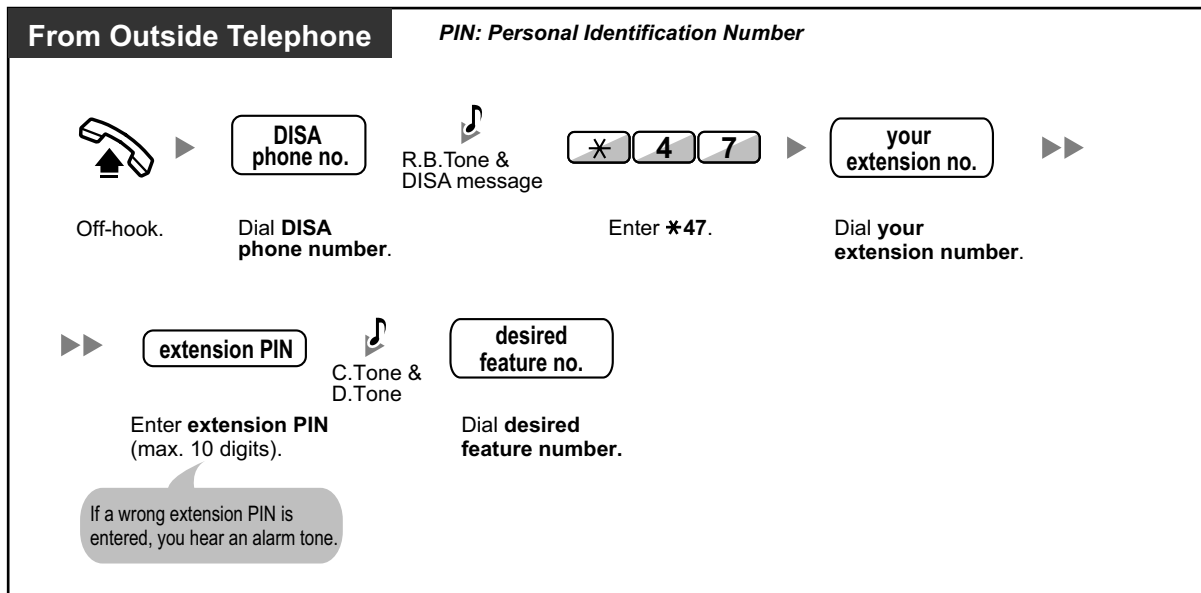 From Outside Telephone
PIN: Personal Identification Number
DISA
phone no.
R.B.Tone &
DISA message
* 4 7
your
extension no.
Off-hook.
Dial DISA
phone number.
Enter *47.
Dial your
extension number.
extension PIN
C.Tone &
D.Tone
desired
feature no.
Enter extension PIN
(max. 10 digits).
Dial desired
feature number.
If a wrong extension PIN is
entered, you hear an alarm tone.